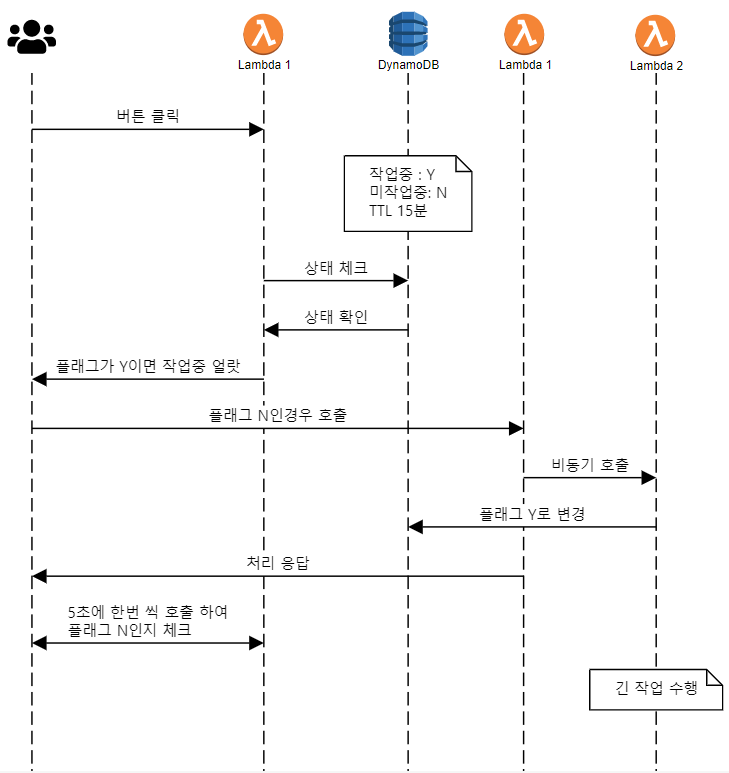 Lambda 1
DynamoDB
Lambda 1
Lambda 2
버튼 클릭
작업중 : Y
미작업중: N
TTL 15분
상태 체크
상태 확인
플래그가 Y이면 작업중 얼랏
플래그 N인경우 호출
비동기 호출
플래그 Y로 변경
처리 응답
5초에 한번 씩 호출 하여
플래그 N인지 체크
긴 작업 수행